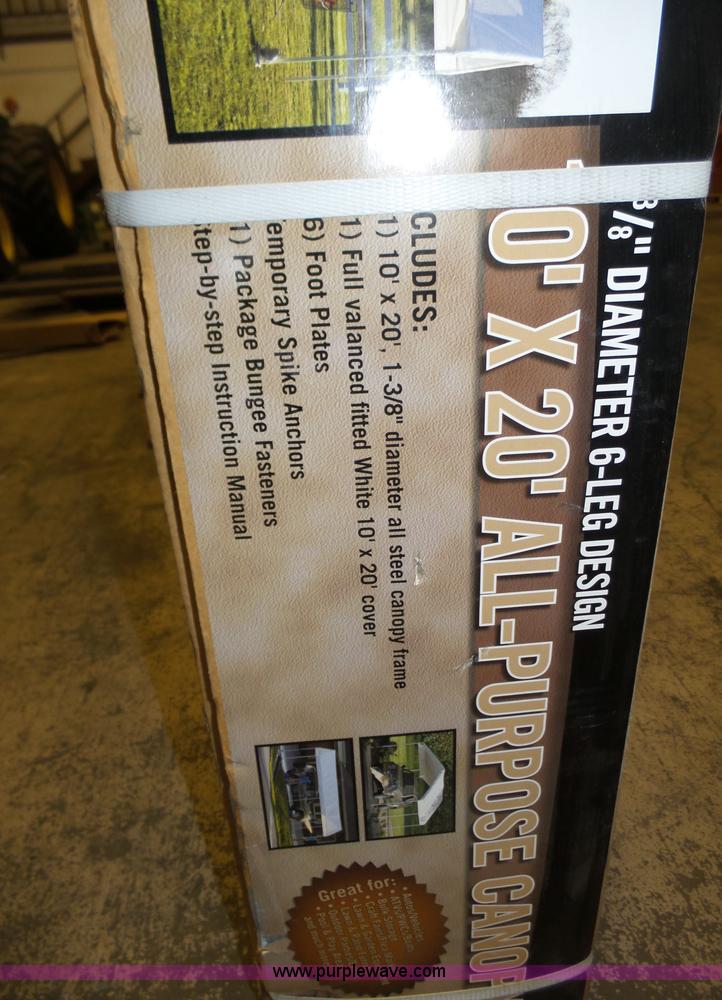 3/8" DIAMETER 6-LEG DESIGN
0' X 20' ALL-PURPOSE CANOP
CLUDES:
1) 10' x 20', 1-3/8" diameter all steel canopy frame
1) Full valanced fitted White 10' x 20' cover
6) Foot Plates
emporary Spike Anchors
1) Package Bungee Fasteners
tep-by-step Instruction Manual
Great for:
www.purplewave.com